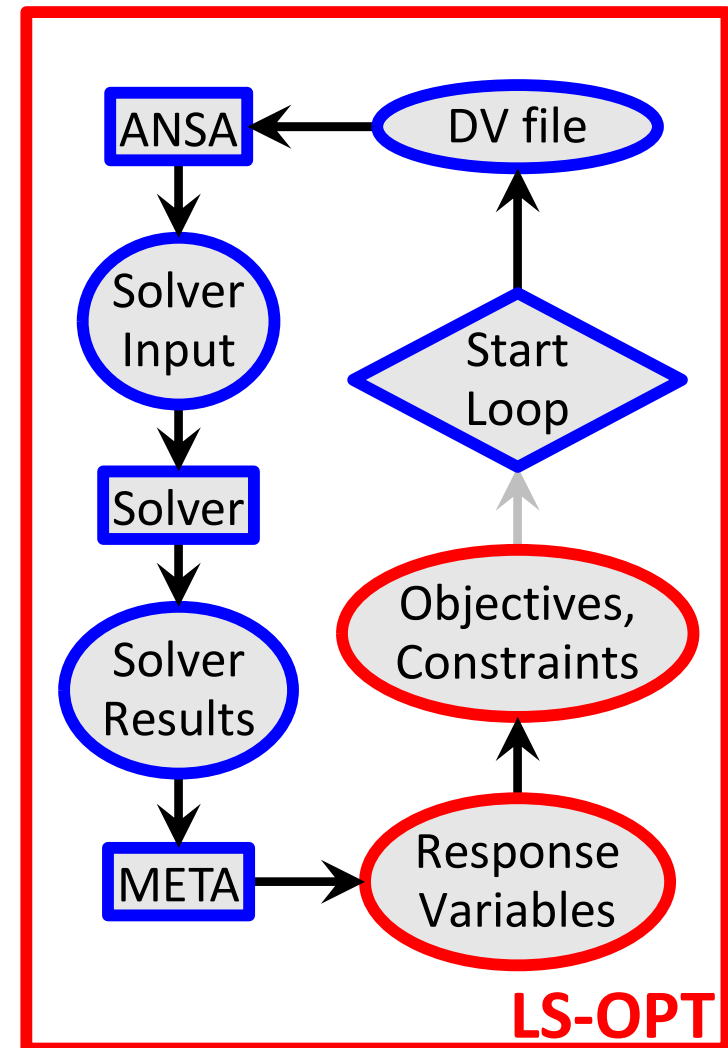 ANSA
DV file
Solver
Input
Start
Loop
Solver
Objectives,
Constraints
Solver
Results
META
Response
Variables
LS-OPT